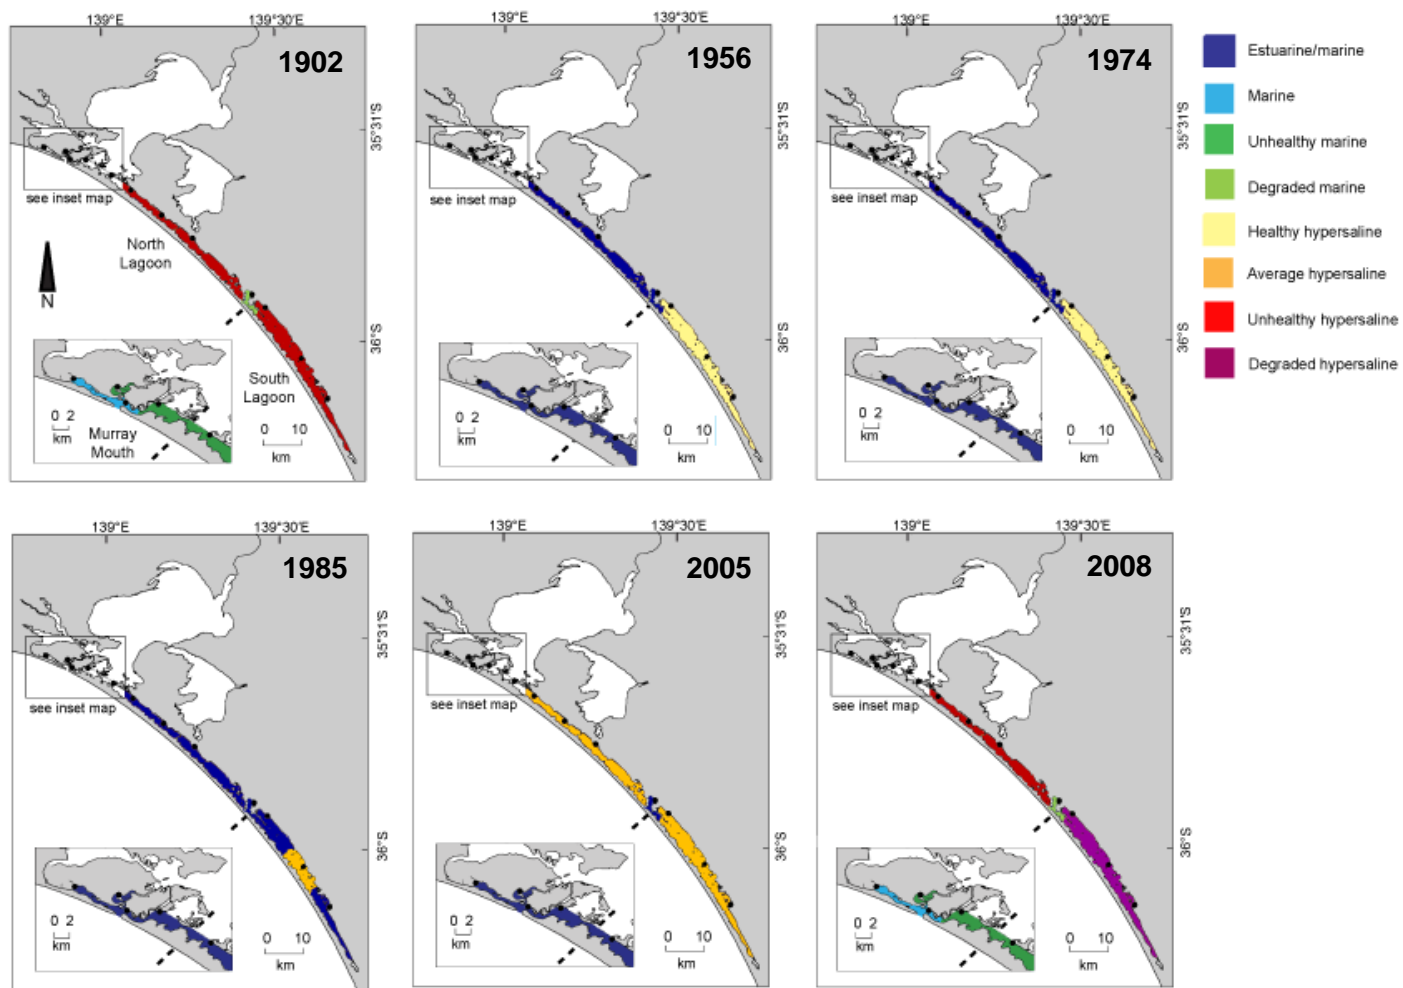 139°E 139°30'E
1902
35°31'S
see inset map
North
Lagoon
N
36°S
South
Lagoon
0 2
km
Murray
Mouth
0 10
km
139°E 139°30'E
1956
35°31'S
see inset map
36°S
0 2
km
0 10
km
139°E 139°30'E
1974
35°31'S
see inset map
36°S
0 2
km
0 10
km
Estuarine/marine
Marine
Unhealthy marine
Degraded marine
Healthy hypersaline
Average hypersaline
Unhealthy hypersaline
Degraded hypersaline
139°E 139°30'E
1985
35°31'S
see inset map
36°S
0 2
km
0 10
km
139°E 139°30'E
2005
35°31'S
see inset map
36°S
0 2
km
0 10
km
139°E 139°30'E
2008
35°31'S
see inset map
36°S
0 2
km
0 10
km